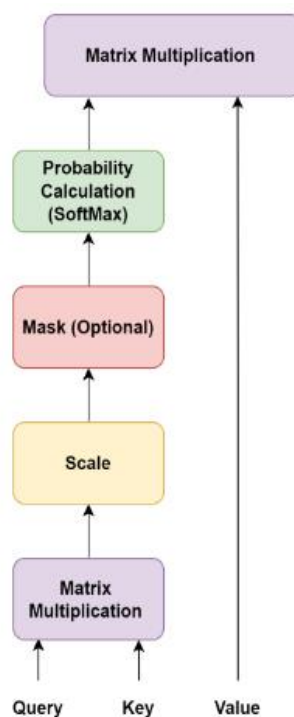 Matrix Multiplication
Probability
Calculation
(SoftMax)
Mask (Optional)
Scale
Matrix
Multiplication
Query Key Value